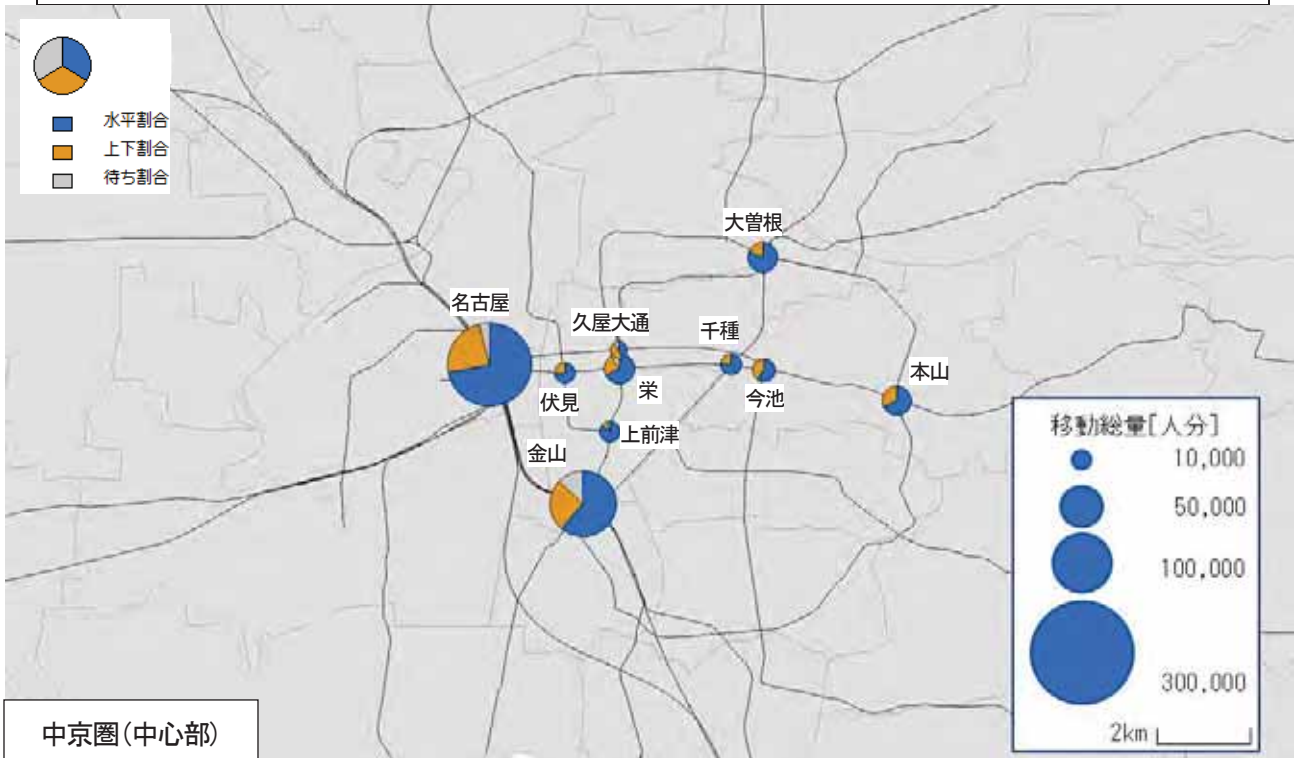 水平割合
上下割合
待ち割合
大曽根
名古屋
久屋大通
千種
本山
伏見
栄
今池
上前津
金山
移動総量[人分]
10,000
50,000
100,000
300,000
2km
中京圏(中心部)